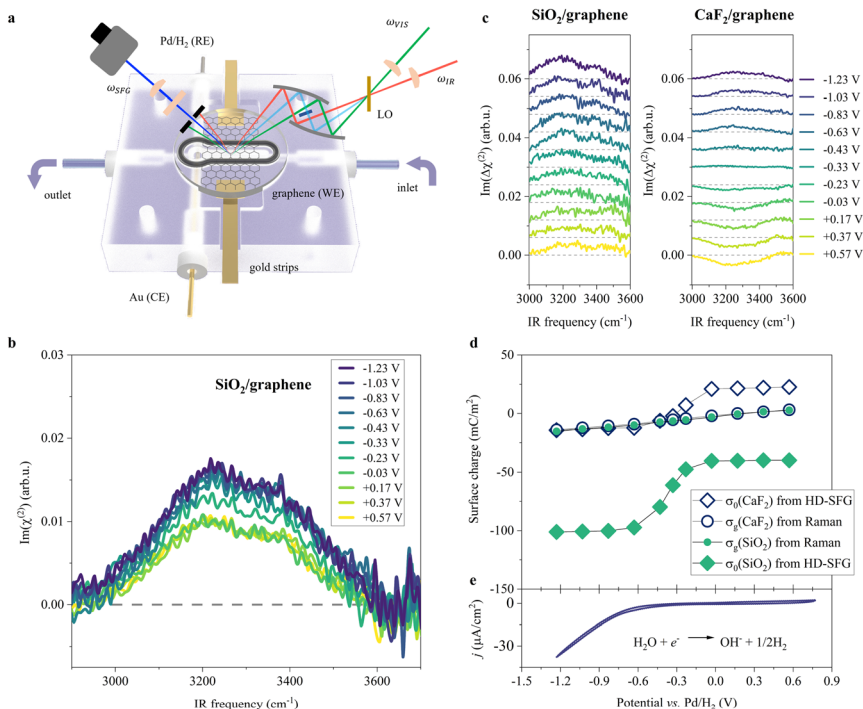 a
Pd/H₂ (RE)
ω_VIS
ω_IR
ω_SFG
LO
outlet
inlet
graphene (WE)
gold strips
Au (CE)
b
SiO₂/graphene
-1.23 V
-1.03 V
-0.83 V
-0.63 V
-0.43 V
-0.33 V
-0.23 V
-0.03 V
+0.17 V
+0.37 V
+0.57 V
0.03
0.02
0.01
0.00
Im(χ⁽²⁾) (arb.u.)
3000
3200
3400
3600
IR frequency (cm⁻¹)
c
SiO₂/graphene
CaF₂/graphene
0.06
0.04
0.02
0.00
Im(Δχ⁽²⁾) (arb.u.)
3000 3200 3400 3600
IR frequency (cm⁻¹)
0.06
0.04
0.02
0.00
Im(Δχ⁽²⁾) (arb.u.)
3000 3200 3400 3600
IR frequency (cm⁻¹)
-1.23 V
-1.03 V
-0.83 V
-0.63 V
-0.43 V
-0.33 V
-0.23 V
-0.03 V
+0.17 V
+0.37 V
+0.57 V
d
50
25
0
-50
-100
-150
Surface charge (mC/m²)
σ₀(CaF₂) from HD-SFG
σg(CaF₂) from Raman
σg(SiO₂) from Raman
σ₀(SiO₂) from HD-SFG
e
0
-30
j (μA/cm²)
H₂O + e⁻ → OH⁻ + 1/2H₂
-1.5 -1.2 -0.9 -0.6 -0.3 0.0 0.3 0.6 0.9
Potential vs. Pd/H₂ (V)